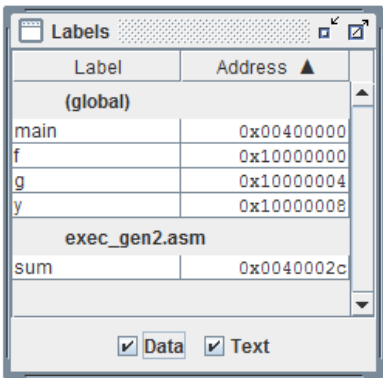 Labels
Label Address ▲
(global)
main 0x00400000
f 0x10000000
g 0x10000004
y 0x10000008
exec_gen2.asm
sum 0x0040002c
Data Text